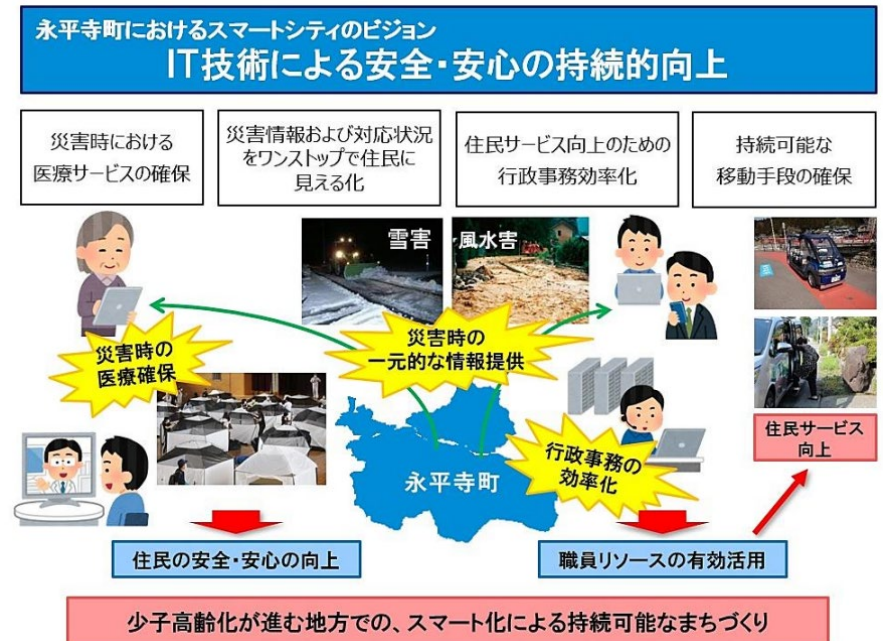 永平寺町におけるスマートシティのビジョン
IT技術による安全・安心の持続的向上
災害時における
医療サービスの確保
災害情報および対応状況
をワンストップで住民に
見える化
住民サービス向上のための
行政事務効率化
持続可能な
移動手段の確保
雪害
風水害
災害時の
医療確保
災害時の
一元的な情報提供
永平寺町
行政事務の
効率化
住民サービス
向上
住民の安全・安心の向上
職員リソースの有効活用
少子高齢化が進む地方での、スマート化による持続可能なまちづくり